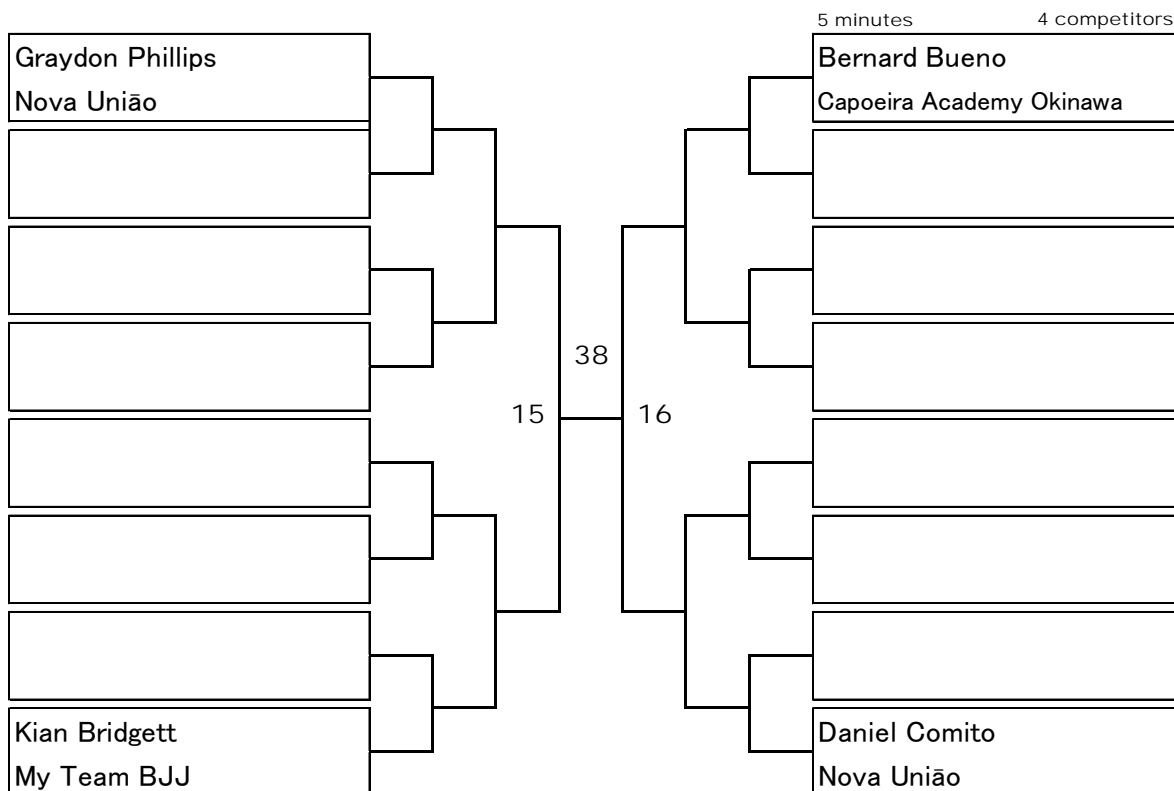 5 minutes 4 competitors
Graydon Phillips
Nova União
Bernard Bueno
Capoeira Academy Okinawa
38
15 16
Kian Bridgett
My Team BJJ
Daniel Comito
Nova União